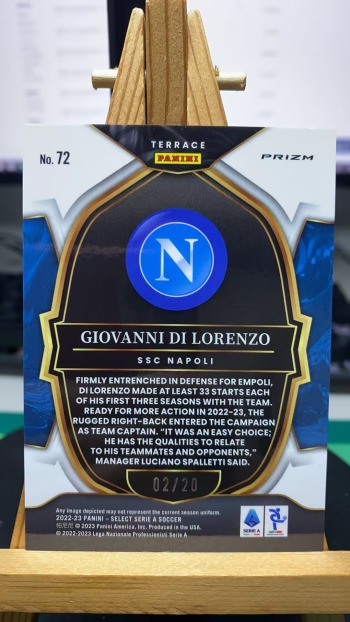 TERRACE
PANINI
No. 72
PRIZM
N
GIOVANNI DI LORENZO
SSC NAPOLI
FIRMLY ENTRENCHED IN DEFENSE FOR EMPOLI,
DI LORENZO MADE AT LEAST 33 STARTS EACH
OF HIS FIRST THREE SEASONS WITH THE TEAM.
READY FOR MORE ACTION IN 2022-23, THE
RUGGED RIGHT-BACK ENTERED THE CAMPAIGN
AS TEAM CAPTAIN. "IT WAS AN EASY CHOICE;
HE HAS THE QUALITIES TO RELATE
TO HIS TEAMMATES AND OPPONENTS,"
MANAGER LUCIANO SPALLETTI SAID.
02/20
Any image depicted may not represent the current season uniform.
2022-23 PANINI – SELECT SERIE A SOCCER
© 2023 Panini America, Inc. Produced in the USA.
© 2022-2023 Lega Nazionale Professionisti Serie A
SERIE A